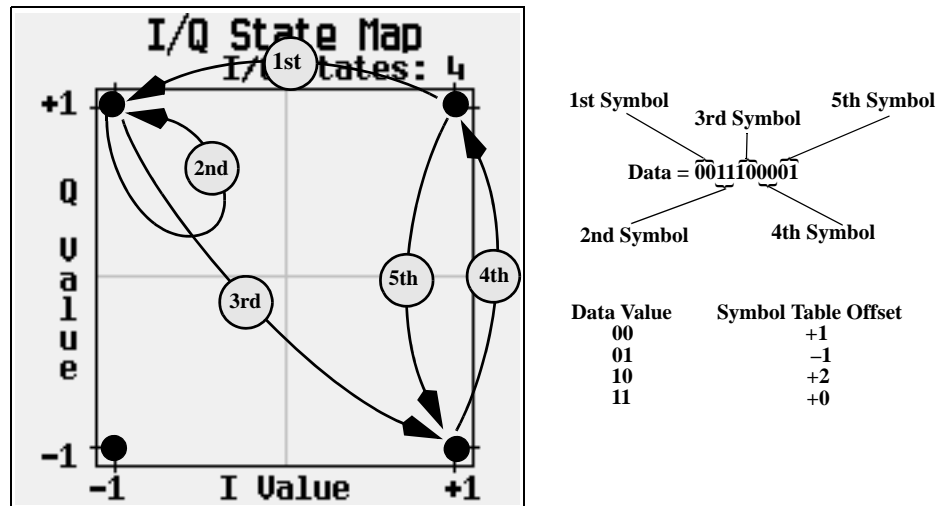 I/Q State Map
I/Q States: 4
1st
+1
2nd
Q Value
3rd
5th
4th
-1
-1 I Value +1
1st Symbol
3rd Symbol
5th Symbol
Data = 0011100001
2nd Symbol
4th Symbol
Data Value Symbol Table Offset
00 +1
01 –1
10 +2
11 +0